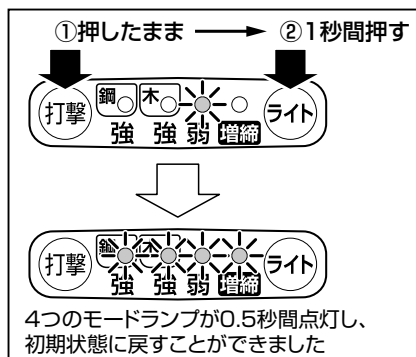 ①押したまま ②1秒間押す
打撃 鋼 木 ライト
強 強 弱 増締
打撃 鋼 木 ライト
強 強 弱 増締
4つのモードランプが0.5秒間点灯し、
初期状態に戻すことができました